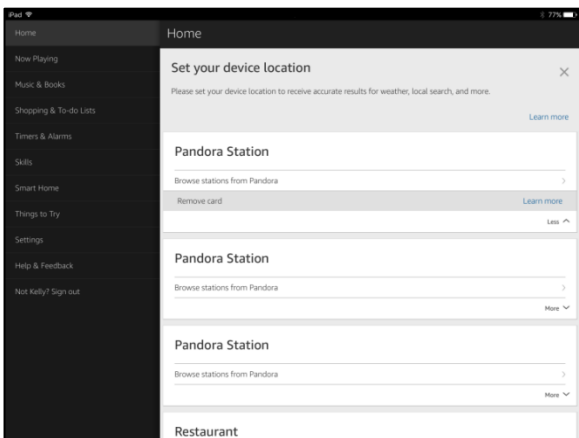 iPad 77%
Home
Now Playing
Music & Books
Shopping & To-do Lists
Timers & Alarms
Skills
Smart Home
Things to Try
Settings
Help & Feedback
Not Kelly? Sign out
Home
Set your device location
Please set your device location to receive accurate results for weather, local search, and more.
Learn more
Pandora Station
Browse stations from Pandora
Remove card Learn more
Less
Pandora Station
Browse stations from Pandora
More
Pandora Station
Browse stations from Pandora
More
Restaurant